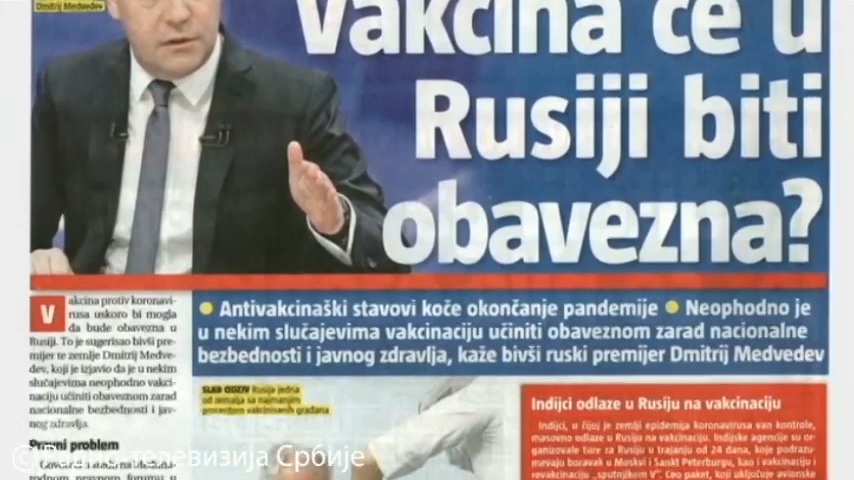 Dmitrij Medvedev
Vakcina će u
Rusiji biti
obavezna?
Antivakcinaški stavovi koče okončanje pandemije ● Neophodno je
u nekim slučajevima vakcinaciju učiniti obaveznom zarad nacionalne
bezbednosti i javnog zdravlja, kaže bivši ruski premijer Dmitrij Medvedev
Vakcina protiv koronavi-
rusa uskoro bi mogla
da bude obavezna u
Rusiji. To je sugerisao bivši pre-
mijer te zemlje Dmitrij Medve-
dev, koji je izjavio da je u nekim
slučajevima neophodno vakci-
naciju učiniti obaveznom zarad
nacionalne bezbednosti i jav-
nog zdravlja.
Pravni problem
SLAB ODZIV Rusija jedna
od zemalja sa najmanjim
procentom vakcinisanih građana
Indijci odlaze u Rusiju na vakcinaciju
Indijci, u čijoj je zemlji epidemija koronavirusa van kontrole,
masovno odlaze u Rusiju na vakcinaciju. Indijske agencije su or-
ganizovale ture za Rusiju u trajanju od 24 dana, koje podrazu-
mevaju boravak u Moskvi i Sankt Peterburgu, kao i vakcinaciju i
revakcinaciju „sputnjikom V“. Ceo paket, koji uključuje avionske
© Радио-телевизија Србије